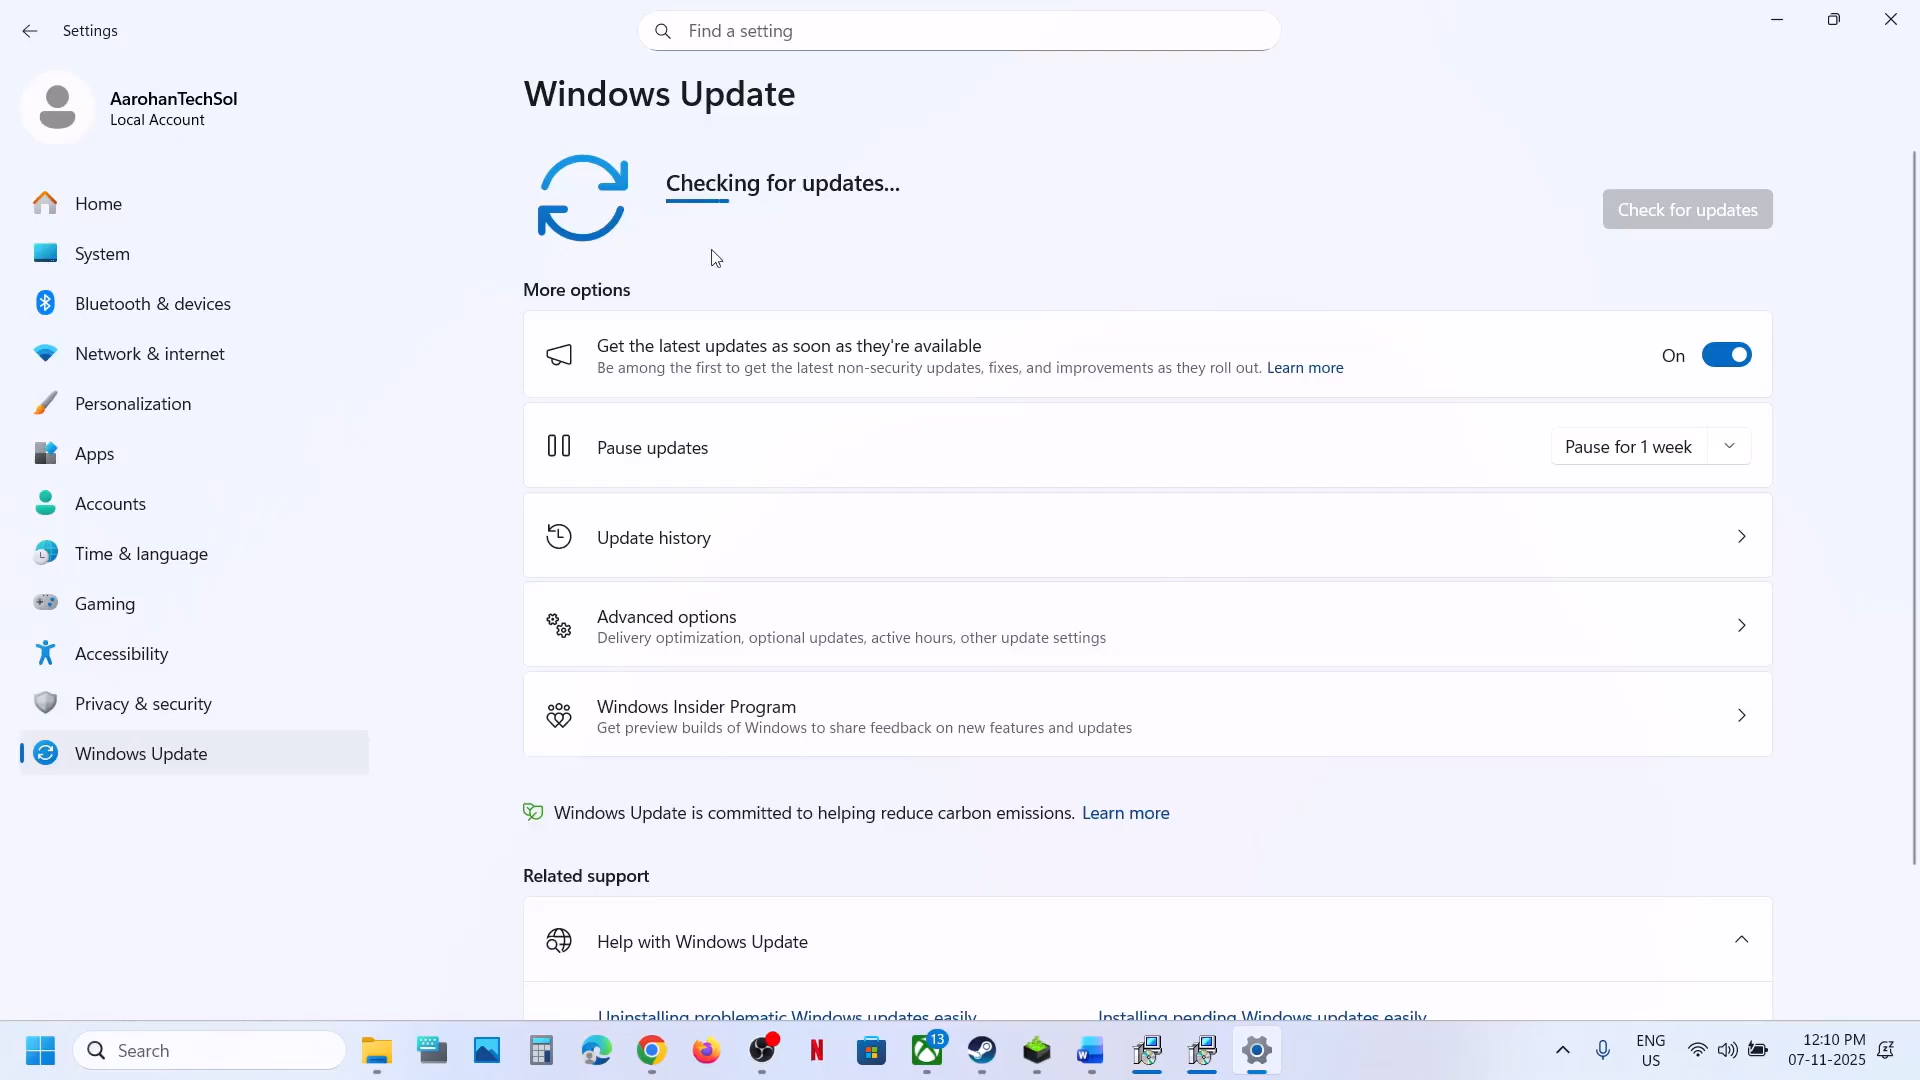 Settings
Find a setting
AarohanTechSol
Local Account
Home
System
Bluetooth & devices
Network & internet
Personalization
Apps
Accounts
Time & language
Gaming
Accessibility
Privacy & security
Windows Update
Windows Update
Checking for updates...
Check for updates
More options
Get the latest updates as soon as they're available
Be among the first to get the latest non-security updates, fixes, and improvements as they roll out. Learn more
On
Pause updates
Pause for 1 week
Update history
Advanced options
Delivery optimization, optional updates, active hours, other update settings
Windows Insider Program
Get preview builds of Windows to share feedback on new features and updates
Windows Update is committed to helping reduce carbon emissions. Learn more
Related support
Help with Windows Update
Uninstalling problematic Windows updates easily
Installing pending Windows updates easily
Search
N
13
W
ENG
US
12:10 PM
07-11-2025